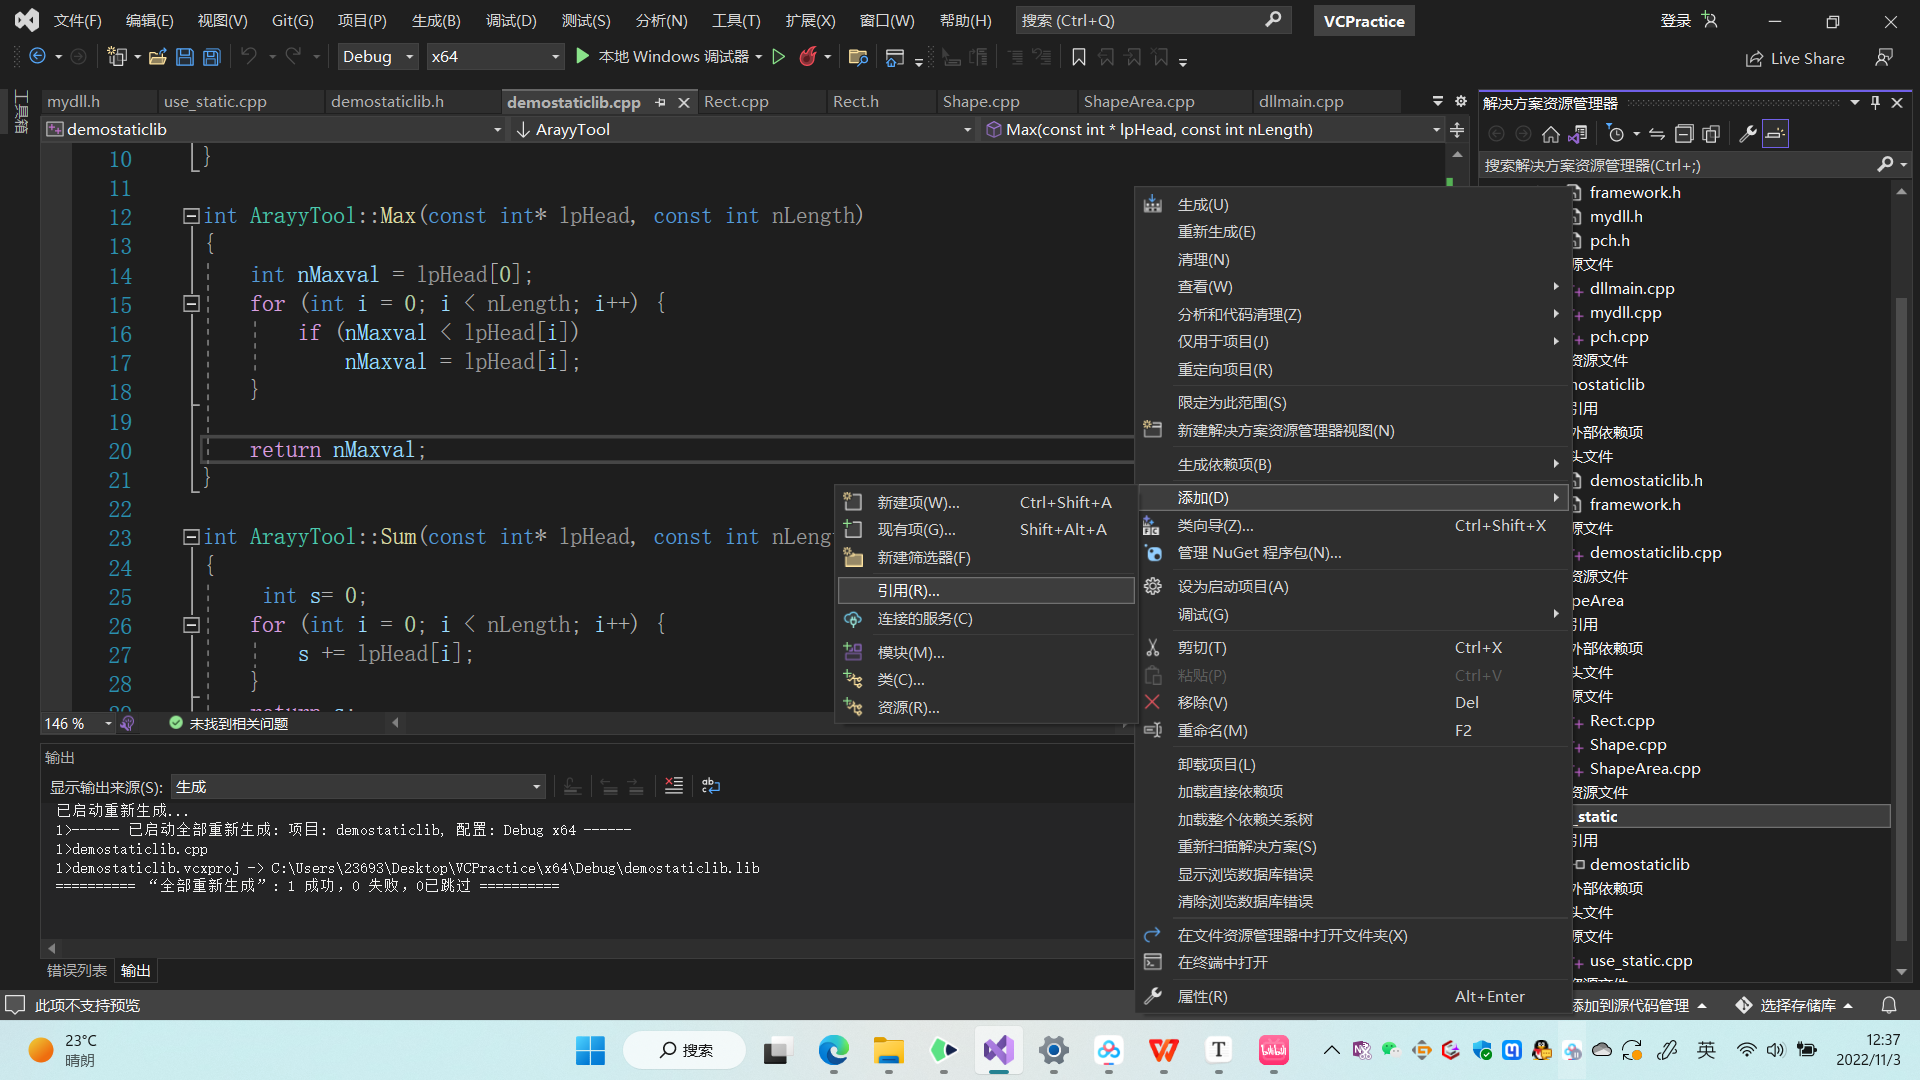 文件(F) 编辑(E) 视图(V) Git(G) 项目(P) 生成(B) 调试(D) 测试(S) 分析(N) 工具(T) 扩展(X) 窗口(W) 帮助(H) 搜索 (Ctrl+Q) VCPractice 登录
Debug x64 本地 Windows 调试器 Live Share
工具箱
mydll.h use_static.cpp demostaticlib.h demostaticlib.cpp Rect.cpp Rect.h Shape.cpp ShapeArea.cpp dllmain.cpp
demostaticlib ArayyTool Max(const int * lpHead, const int nLength)
10 }
11
12 int ArayyTool::Max(const int* lpHead, const int nLength)
13 {
14 int nMaxval = lpHead[0];
15 for (int i = 0; i < nLength; i++) {
16 if (nMaxval < lpHead[i])
17 nMaxval = lpHead[i];
18 }
19
20 return nMaxval;
21 }
22
23 int ArayyTool::Sum(const int* lpHead, const int nLeng
24 {
25 int s= 0;
26 for (int i = 0; i < nLength; i++) {
27 s += lpHead[i];
28 }
146 % 未找到相关问题
输出
显示输出来源(S): 生成
已启动重新生成...
1>------ 已启动全部重新生成: 项目: demostaticlib, 配置: Debug x64 ------
1>demostaticlib.cpp
1>demostaticlib.vcxproj -> C:\Users\23693\Desktop\VCPractice\x64\Debug\demostaticlib.lib
========== “全部重新生成”: 1 成功，0 失败，0已跳过 ==========
错误列表 输出
此项不支持预览
新建项(W)... Ctrl+Shift+A
现有项(G)... Shift+Alt+A
新建筛选器(F)
引用(R)...
连接的服务(C)
模块(M)...
类(C)...
资源(R)...
生成(U)
重新生成(E)
清理(N)
查看(W)
分析和代码清理(Z)
仅用于项目(J)
重定向项目(R)
限定为此范围(S)
新建解决方案资源管理器视图(N)
生成依赖项(B)
添加(D)
类向导(Z)... Ctrl+Shift+X
管理 NuGet 程序包(N)...
设为启动项目(A)
调试(G)
剪切(T) Ctrl+X
粘贴(P) Ctrl+V
移除(V) Del
重命名(M) F2
卸载项目(L)
加载直接依赖项
加载整个依赖关系树
重新扫描解决方案(S)
显示浏览数据库错误
清除浏览数据库错误
在文件资源管理器中打开文件夹(X)
在终端中打开
属性(R) Alt+Enter
解决方案资源管理器
搜索解决方案资源管理器(Ctrl+;)
framework.h
mydll.h
pch.h
源文件
dllmain.cpp
mydll.cpp
pch.cpp
资源文件
nostaticlib
引用
外部依赖项
头文件
demostaticlib.h
framework.h
源文件
demostaticlib.cpp
资源文件
peArea
引用
外部依赖项
头文件
源文件
Rect.cpp
Shape.cpp
ShapeArea.cpp
资源文件
_static
引用
demostaticlib
外部依赖项
头文件
源文件
use_static.cpp
添加到源代码管理 选择存储库
23°C
晴朗
搜索
英
12:37
2022/11/3